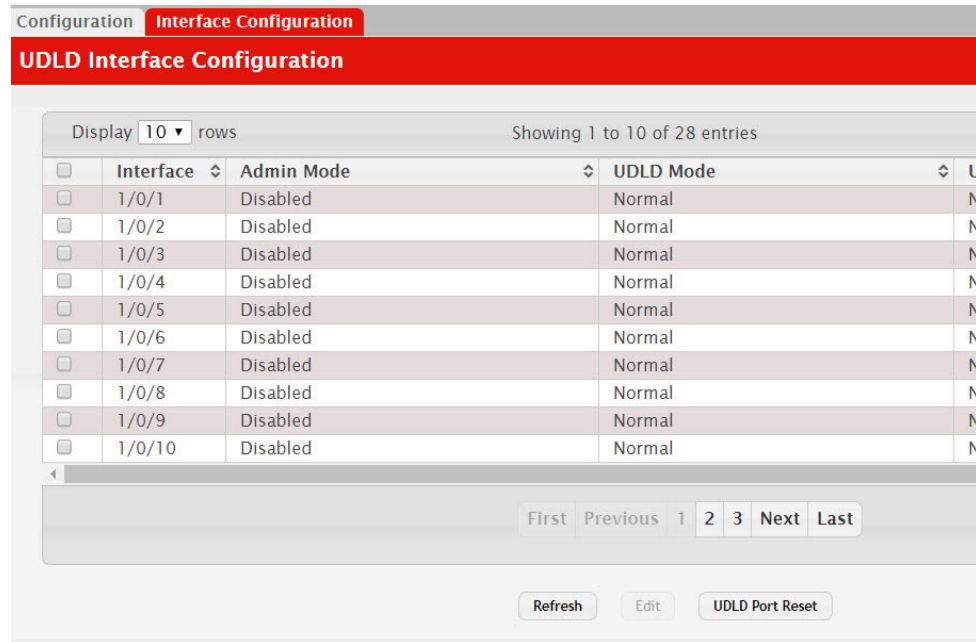 Configuration Interface Configuration
UDLD Interface Configuration
Display 10 rows Showing 1 to 10 of 28 entries
Interface Admin Mode UDLD Mode U
1/0/1 Disabled Normal N
1/0/2 Disabled Normal N
1/0/3 Disabled Normal N
1/0/4 Disabled Normal N
1/0/5 Disabled Normal N
1/0/6 Disabled Normal N
1/0/7 Disabled Normal N
1/0/8 Disabled Normal N
1/0/9 Disabled Normal N
1/0/10 Disabled Normal N
First Previous 1 2 3 Next Last
Refresh Edit UDLD Port Reset